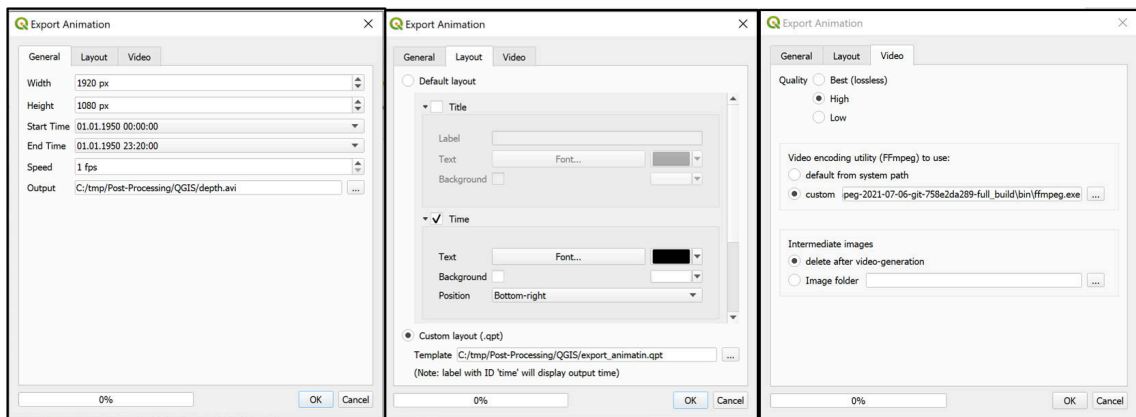 Export Animation
General Layout Video
Width 1920 px
Height 1080 px
Start Time 01.01.1950 00:00:00
End Time 01.01.1950 23:20:00
Speed 1 fps
Output C:/tmp/Post-Processing/QGIS/depth.avi ...
0% OK Cancel
Export Animation
General Layout Video
Default layout
Title
Label
Text Font...
Background
Time
Text Font...
Background
Position Bottom-right
Custom layout (.qpt)
Template C:/tmp/Post-Processing/QGIS/export_animatin.qpt ...
(Note: label with ID 'time' will display output time)
0% OK Cancel
Export Animation
General Layout Video
Quality Best (lossless)
High
Low
Video encoding utility (FFmpeg) to use:
default from system path
custom peg-2021-07-06-git-758e2da289-full_build\bin\ffmpeg.exe ...
Intermediate images
delete after video-generation
Image folder ...
0% OK Cancel